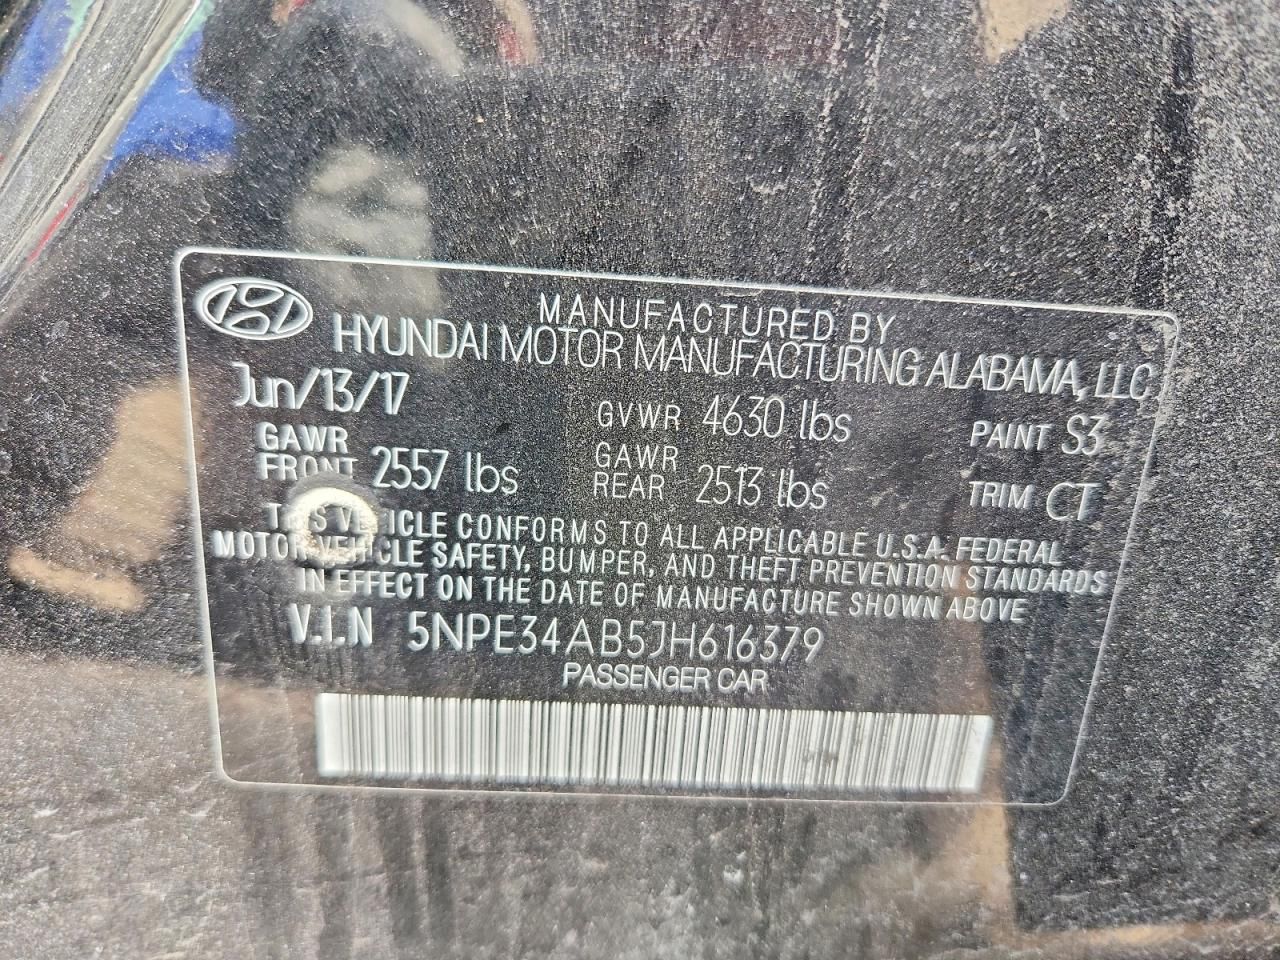 MANUFACTURED BY
HYUNDAI MOTOR MANUFACTURING ALABAMA, LLC
Jun/13/17 GVWR 4630 lbs PAINT S3
GAWR FRONT 2557 lbs GAWR REAR 2513 lbs TRIM CT
THIS VEHICLE CONFORMS TO ALL APPLICABLE U.S.A. FEDERAL
MOTOR VEHICLE SAFETY, BUMPER, AND THEFT PREVENTION STANDARDS
IN EFFECT ON THE DATE OF MANUFACTURE SHOWN ABOVE
V.I.N 5NPE34AB5JH616379
PASSENGER CAR